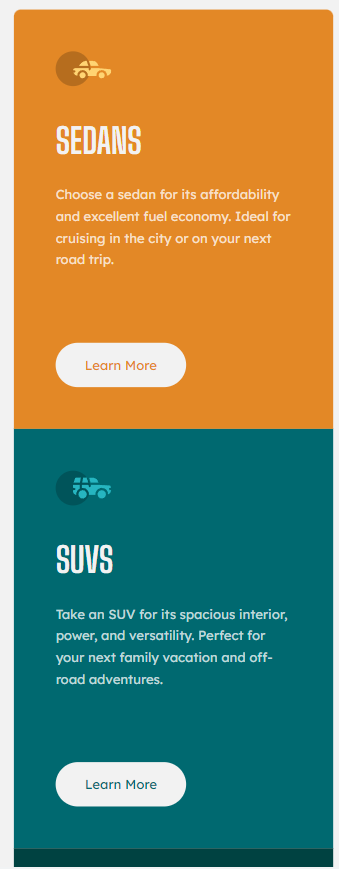 SEDANS
Choose a sedan for its affordability
and excellent fuel economy. Ideal for
cruising in the city or on your next
road trip.
Learn More
SUVS
Take an SUV for its spacious interior,
power, and versatility. Perfect for
your next family vacation and off-
road adventures.
Learn More